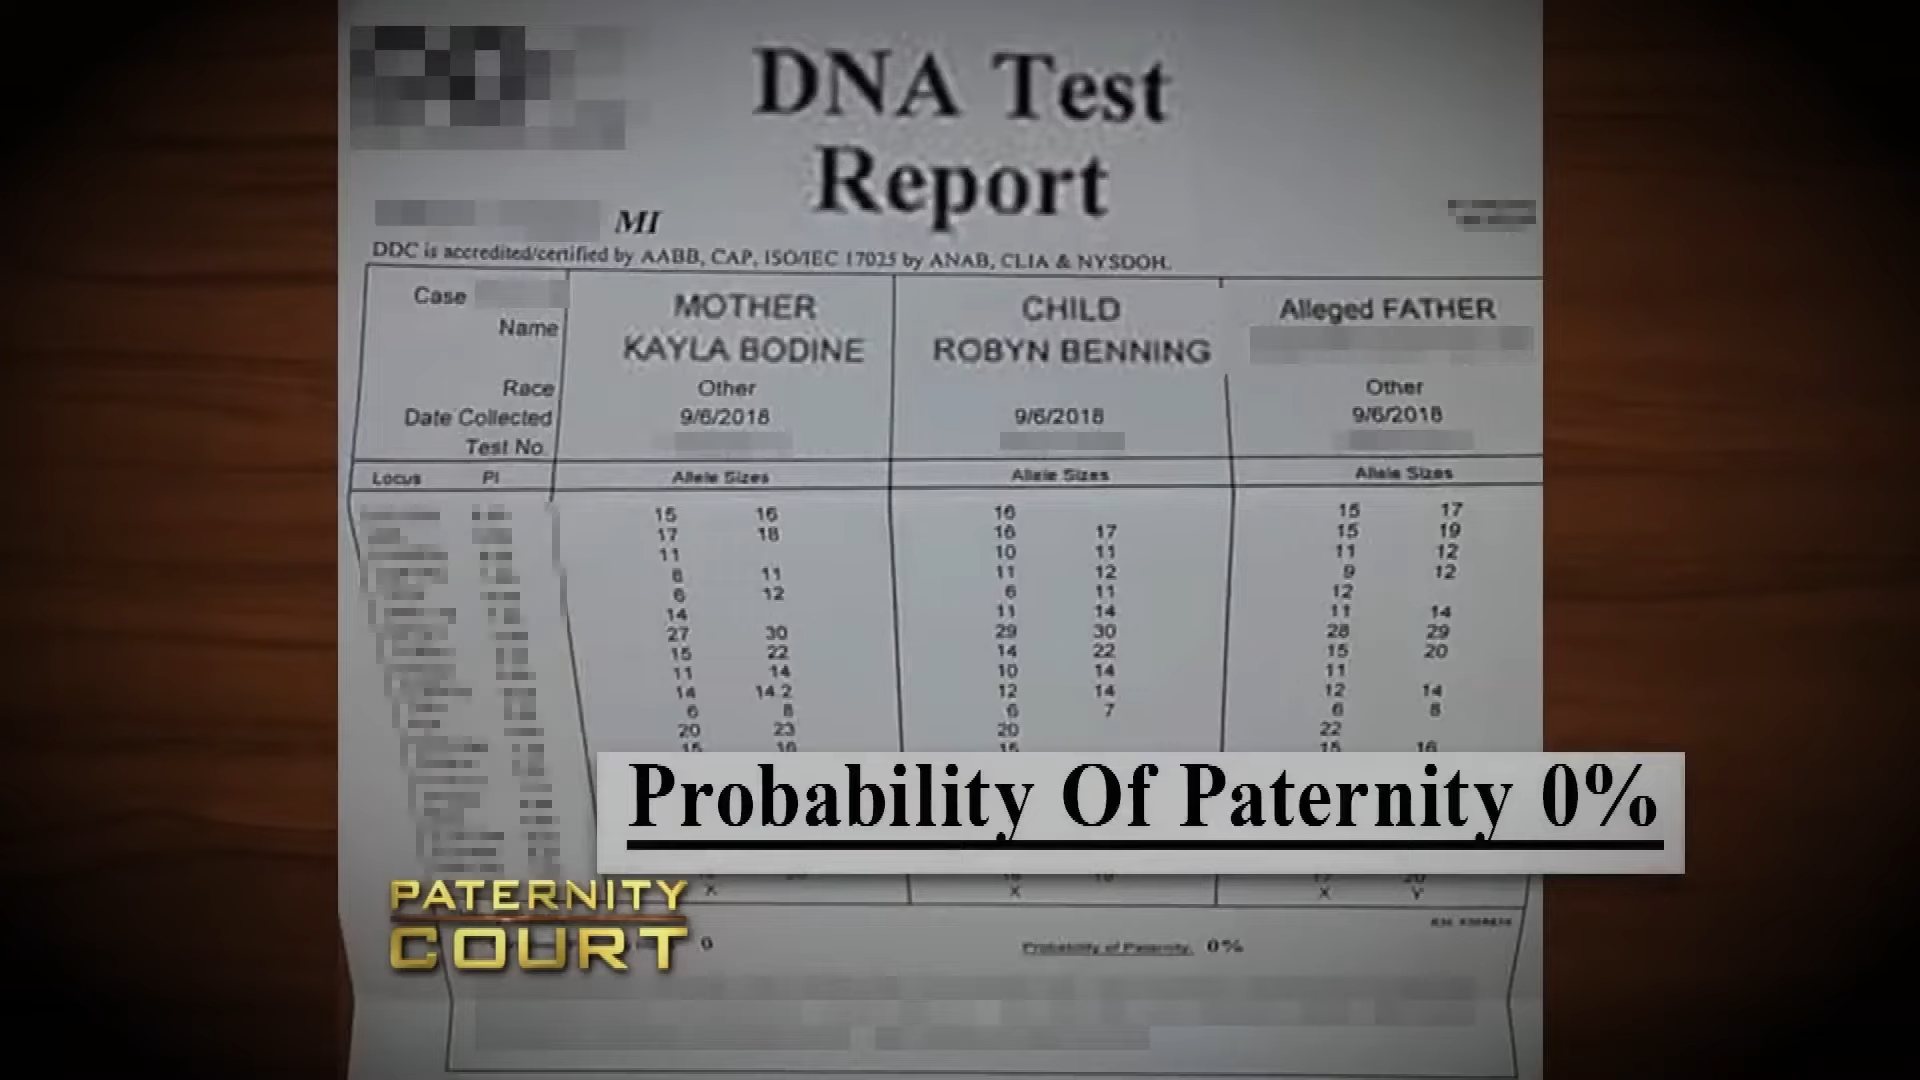 DNA Test
Report
MI
DDC is accredited/certified by AABB, CAP, ISO/IEC 17025 by ANAB, CLIA & NYSDOH.
Case MOTHER CHILD Alleged FATHER
Name KAYLA BODINE ROBYN BENNING
Race Other Other
Date Collected 9/6/2018 9/6/2018 9/6/2018
Test No.
Locus PI Allele Sizes Allele Sizes Allele Sizes
15 16 16 15 17
17 18 16 17 15 19
11 10 11 11 12
8 11 11 12 9 12
6 12 6 11 12
14 11 14 11 14
27 30 29 30 28 29
15 22 14 22 15 20
11 14 10 14 11
14 14.2 12 14 12 14
6 8 6 7 6 8
20 23 20 22
15 16 15 15 16
Probability Of Paternity 0%
X X X Y
PATERNITY
COURT
0 Probability of Paternity. 0%